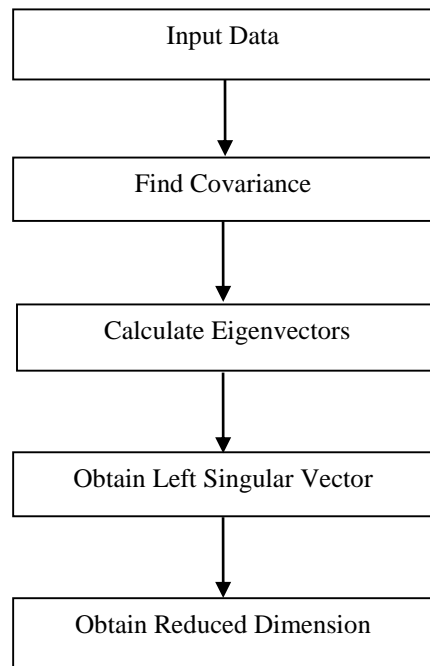 Input Data
Find Covariance
Calculate Eigenvectors
Obtain Left Singular Vector
Obtain Reduced Dimension